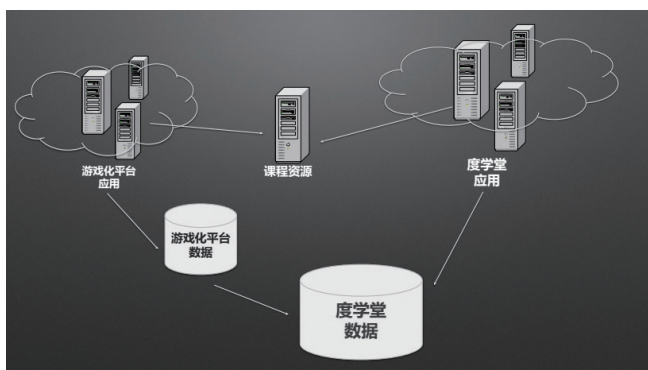 游戏化平台
应用
课程资源
度学堂
应用
游戏化平台
数据
度学堂
数据